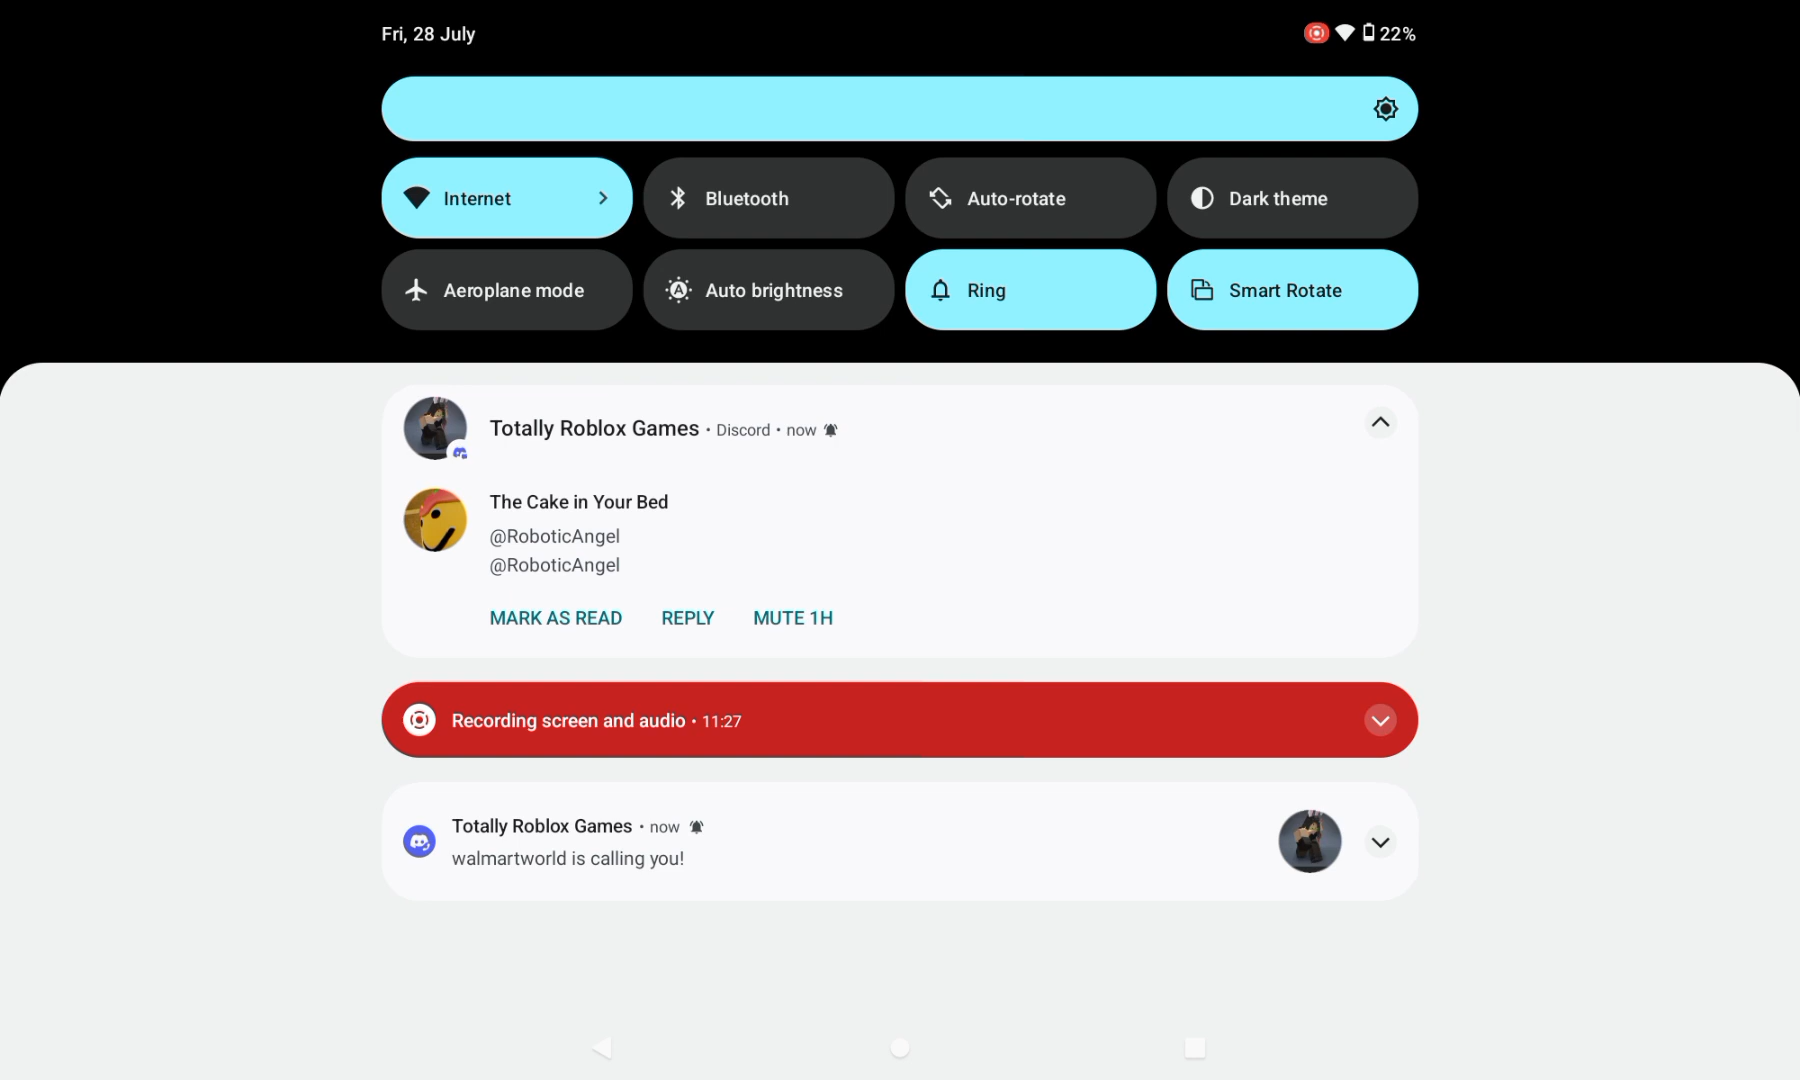 Fri, 28 July
22%
Internet
Bluetooth
Auto-rotate
Dark theme
Aeroplane mode
Auto brightness
Ring
Smart Rotate
Totally Roblox Games • Discord • now
The Cake in Your Bed
@RoboticAngel
@RoboticAngel
MARK AS READ REPLY MUTE 1H
Recording screen and audio • 11:27
Totally Roblox Games • now
walmartworld is calling you!